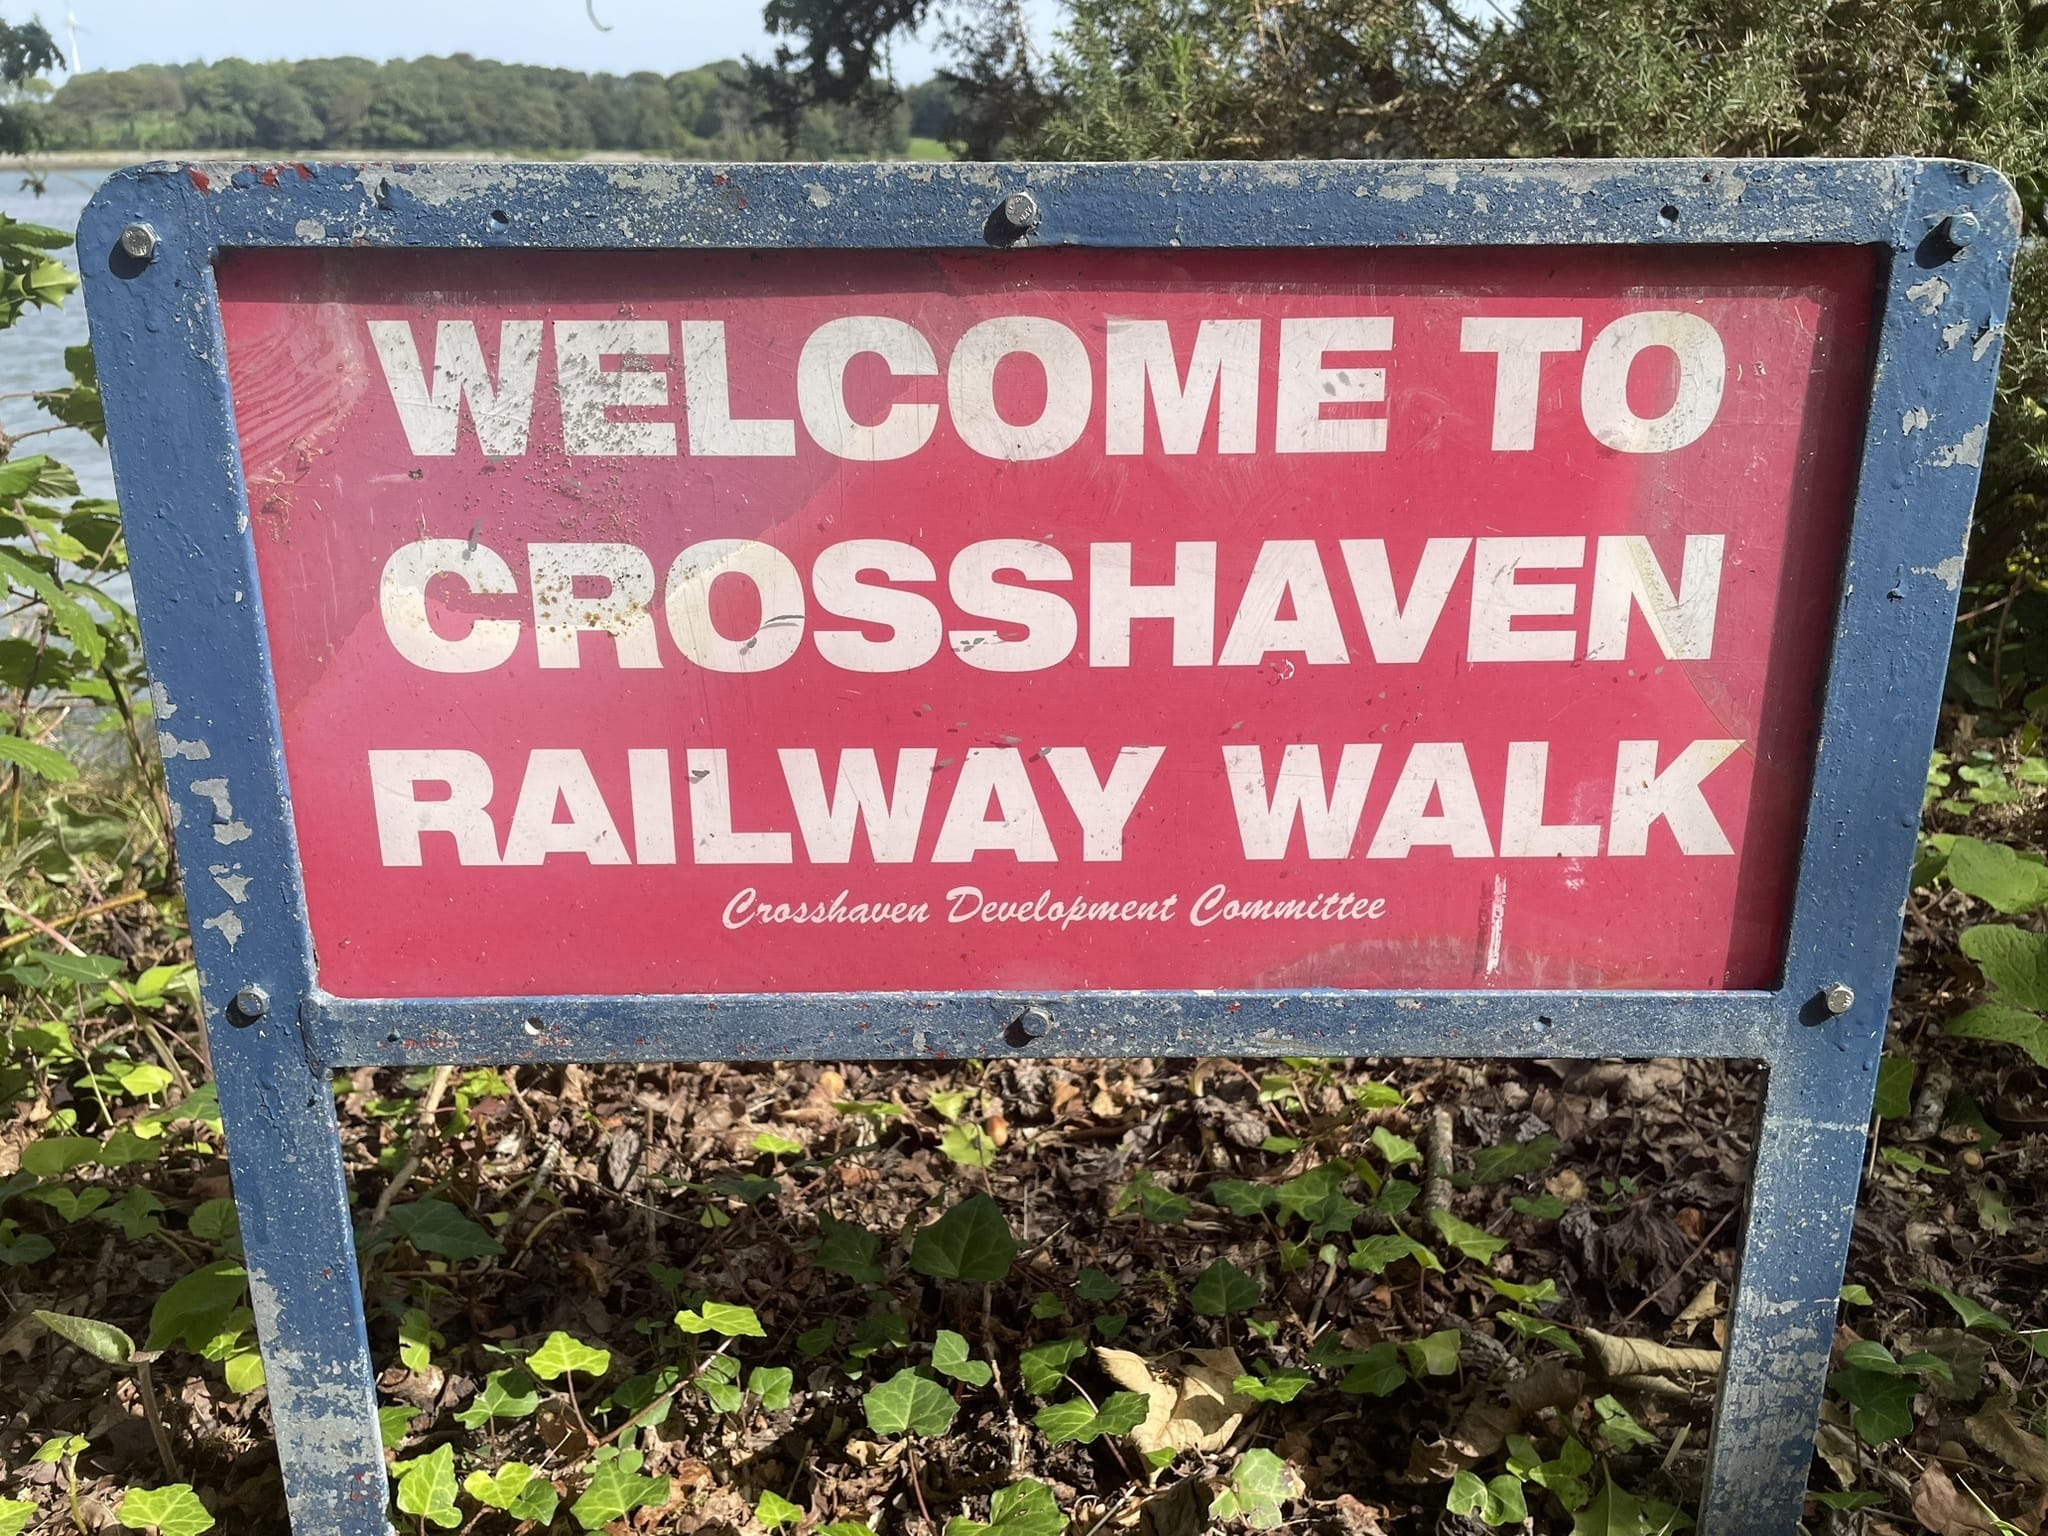 WELCOME TO
CROSSHAVEN
RAILWAY WALK
Crosshaven Development Committee